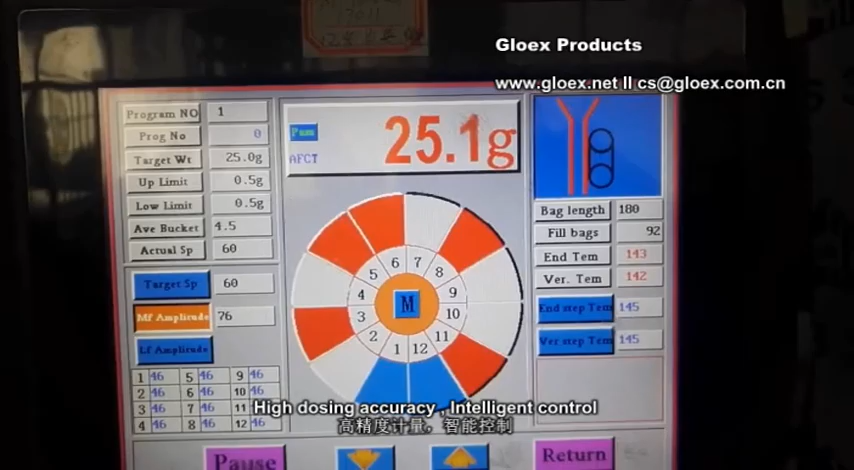 Gloex Products
www.gloex.net ll cs@gloex.com.cn
Program NO 1
Prog No 0
Target Wt 25.0g
Up Limit 0.5g
Low Limit 0.5g
Ave Bucket 4.5
Actual Sp 60
Target Sp 60
Mf Amplitude 76
Lf Amplitude
1 46 5 46 9 46
2 46 6 46 10 46
3 46 7 46 11 46
4 46 8 46 12 46
25.1g
AFCT
6 7
5 8
4 9
M
3 10
2 11
1 12
Bag length 180
Fill bags 92
End Tem 143
Ver. Tem 142
End step Tem 145
Ver step Tem 145
High dosing accuracy , Intelligent control
高精度计量，智能控制
Pause
Return